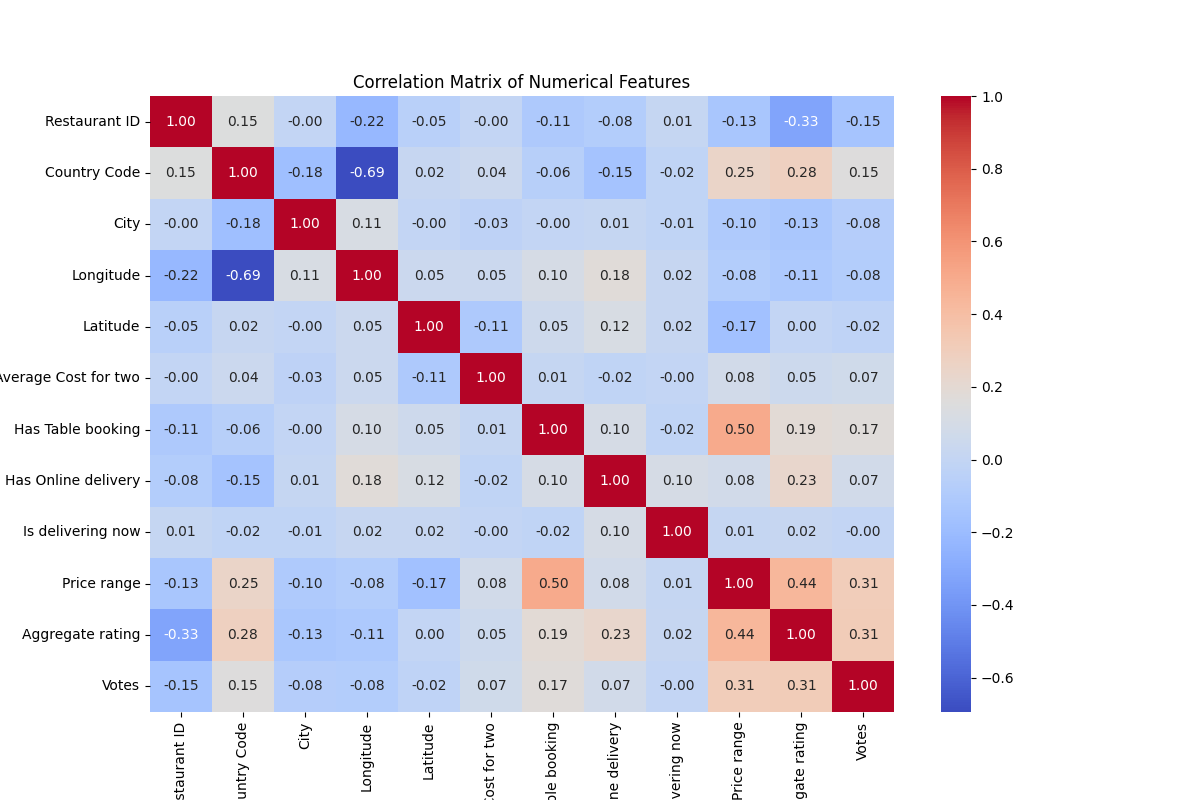 Correlation Matrix of Numerical Features
Restaurant ID 1.00 0.15 -0.00 -0.22 -0.05 -0.00 -0.11 -0.08 0.01 -0.13 -0.33 -0.15
Country Code 0.15 1.00 -0.18 -0.69 0.02 0.04 -0.06 -0.15 -0.02 0.25 0.28 0.15
City -0.00 -0.18 1.00 0.11 -0.00 -0.03 -0.00 0.01 -0.01 -0.10 -0.13 -0.08
Longitude -0.22 -0.69 0.11 1.00 0.05 0.05 0.10 0.18 0.02 -0.08 -0.11 -0.08
Latitude -0.05 0.02 -0.00 0.05 1.00 -0.11 0.05 0.12 0.02 -0.17 0.00 -0.02
Average Cost for two -0.00 0.04 -0.03 0.05 -0.11 1.00 0.01 -0.02 -0.00 0.08 0.05 0.07
Has Table booking -0.11 -0.06 -0.00 0.10 0.05 0.01 1.00 0.10 -0.02 0.50 0.19 0.17
Has Online delivery -0.08 -0.15 0.01 0.18 0.12 -0.02 0.10 1.00 0.10 0.08 0.23 0.07
Is delivering now 0.01 -0.02 -0.01 0.02 0.02 -0.00 -0.02 0.10 1.00 0.01 0.02 -0.00
Price range -0.13 0.25 -0.10 -0.08 -0.17 0.08 0.50 0.08 0.01 1.00 0.44 0.31
Aggregate rating -0.33 0.28 -0.13 -0.11 0.00 0.05 0.19 0.23 0.02 0.44 1.00 0.31
Votes -0.15 0.15 -0.08 -0.08 -0.02 0.07 0.17 0.07 -0.00 0.31 0.31 1.00
staurant ID
untry Code
City
Longitude
Latitude
Cost for two
ble booking
ne delivery
vering now
Price range
gate rating
Votes
1.0
0.8
0.6
0.4
0.2
0.0
−0.2
−0.4
−0.6